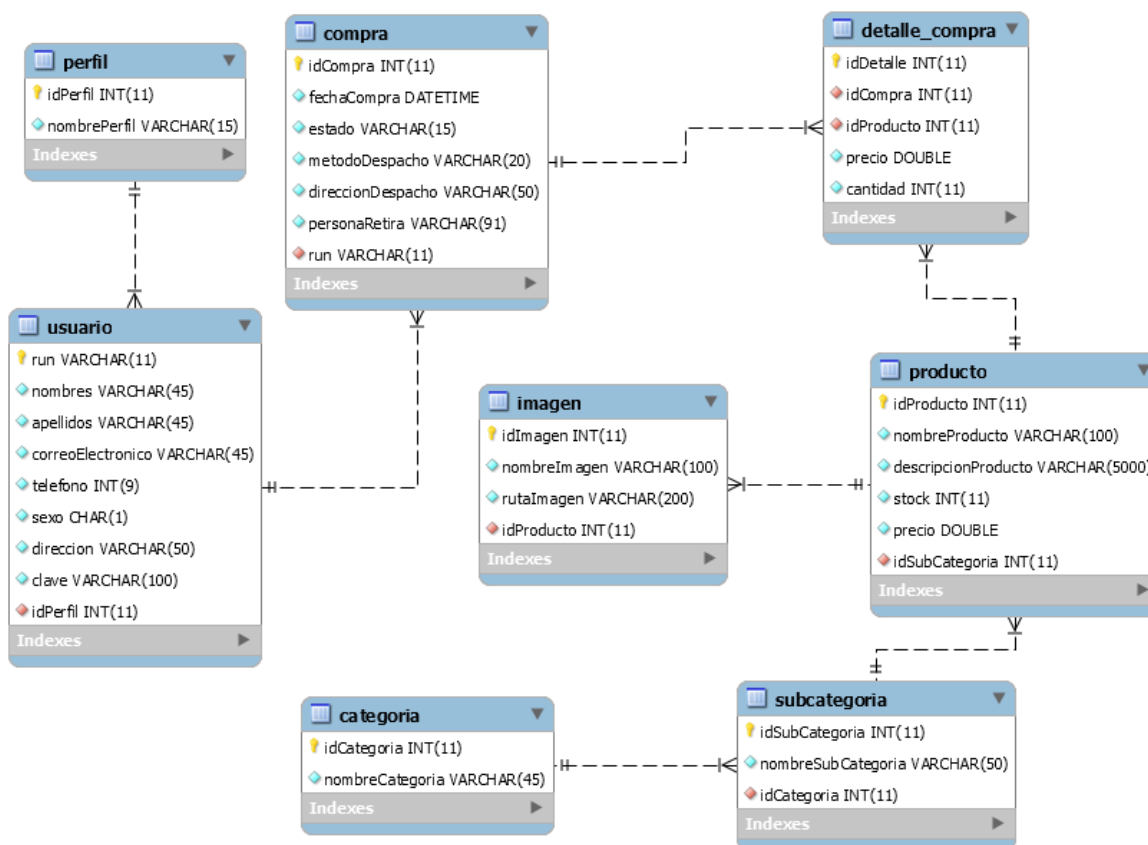 perfil
idPerfil INT(11)
nombrePerfil VARCHAR(15)
Indexes
compra
idCompra INT(11)
fechaCompra DATETIME
estado VARCHAR(15)
metodoDespacho VARCHAR(20)
direccionDespacho VARCHAR(50)
personaRetira VARCHAR(91)
run VARCHAR(11)
Indexes
detalle_compra
idDetalle INT(11)
idCompra INT(11)
idProducto INT(11)
precio DOUBLE
cantidad INT(11)
Indexes
usuario
run VARCHAR(11)
nombres VARCHAR(45)
apellidos VARCHAR(45)
correoElectronico VARCHAR(45)
telefono INT(9)
sexo CHAR(1)
direccion VARCHAR(50)
clave VARCHAR(100)
idPerfil INT(11)
Indexes
imagen
idImagen INT(11)
nombreImagen VARCHAR(100)
rutaImagen VARCHAR(200)
idProducto INT(11)
Indexes
producto
idProducto INT(11)
nombreProducto VARCHAR(100)
descripcionProducto VARCHAR(5000)
stock INT(11)
precio DOUBLE
idSubCategoria INT(11)
Indexes
categoria
idCategoria INT(11)
nombreCategoria VARCHAR(45)
Indexes
subcategoria
idSubCategoria INT(11)
nombreSubCategoria VARCHAR(50)
idCategoria INT(11)
Indexes